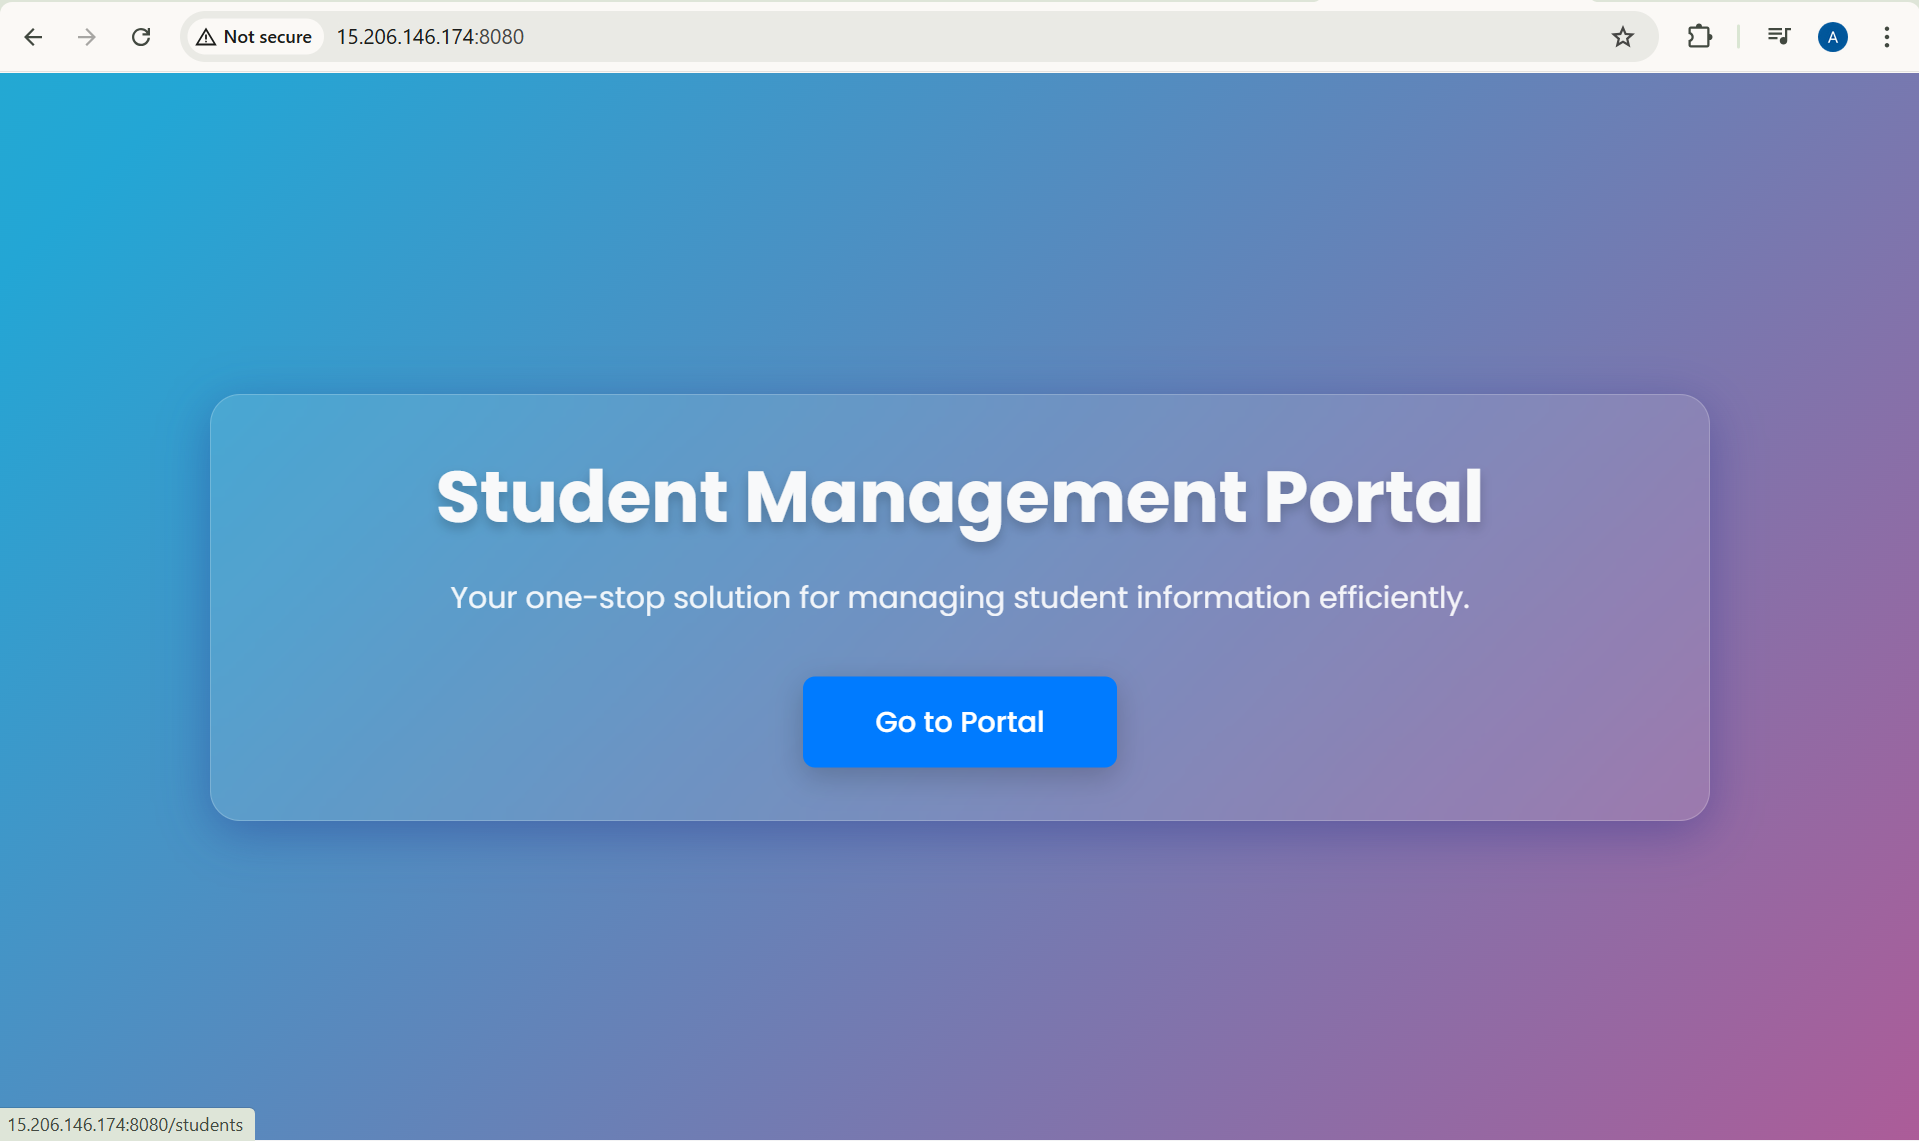 Not secure
15.206.146.174:8080
A
Student Management Portal
Your one-stop solution for managing student information efficiently.
Go to Portal
15.206.146.174:8080/students